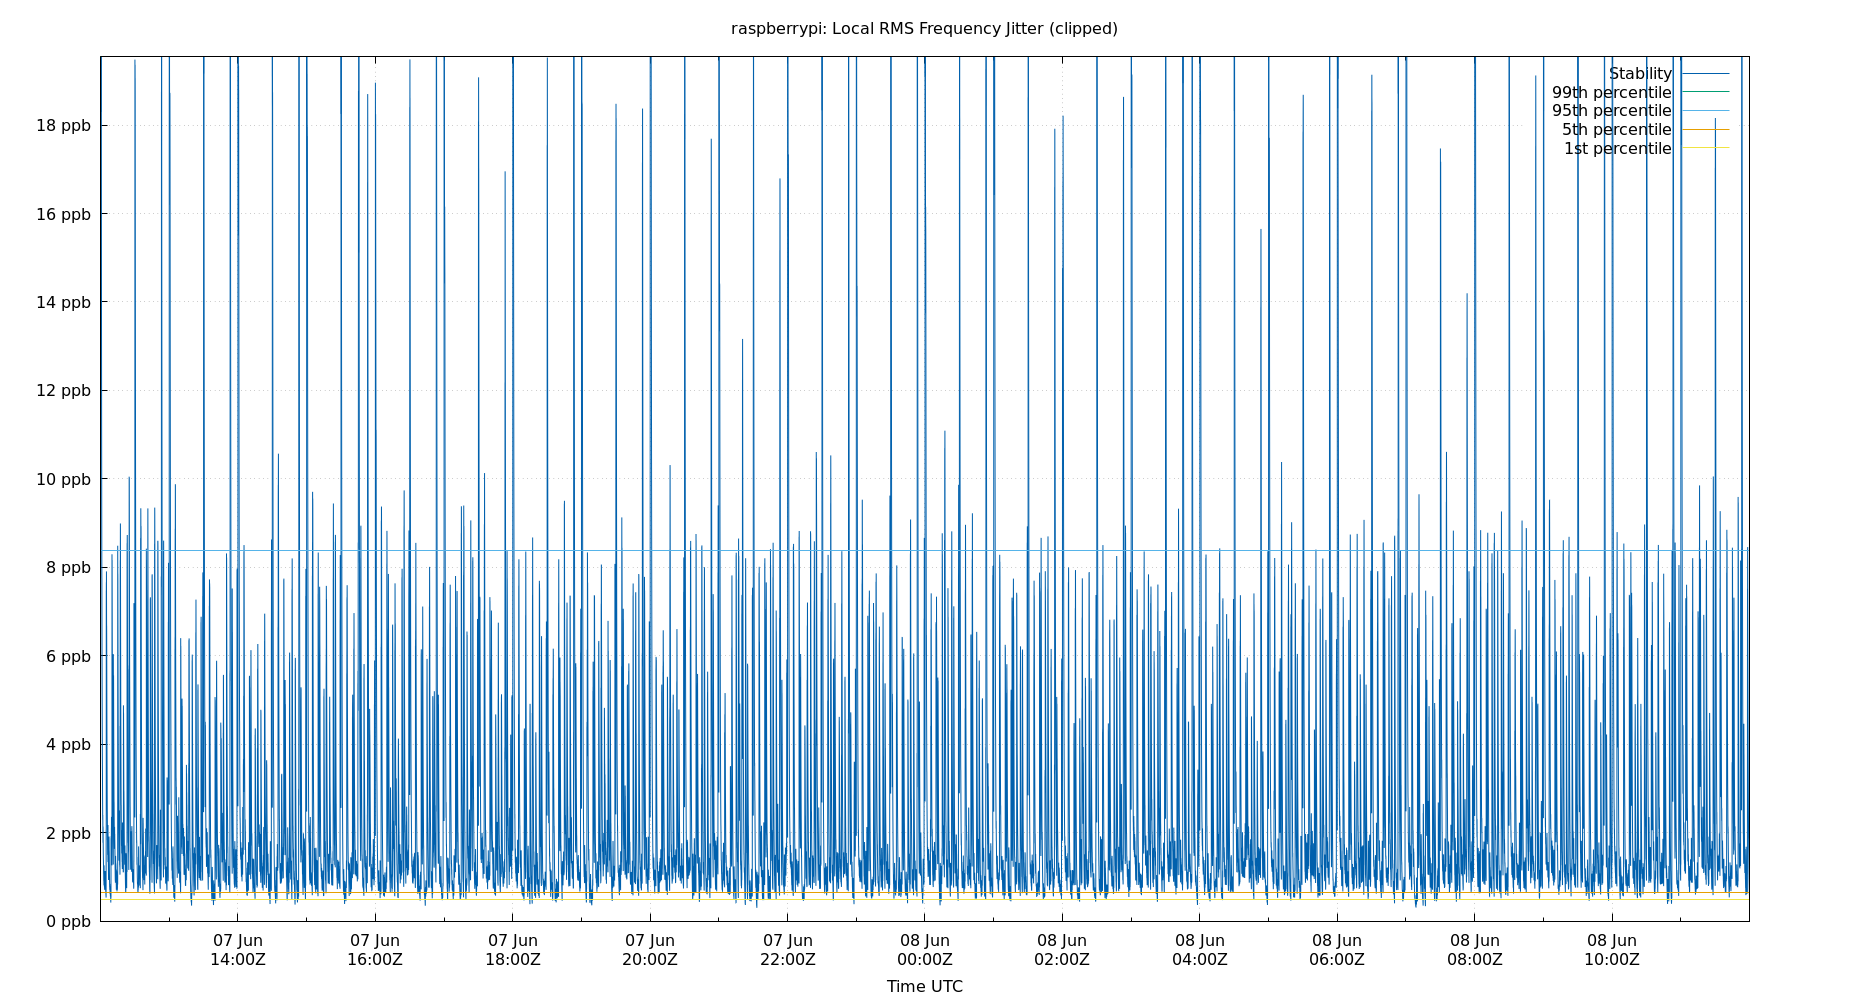 raspberrypi: Local RMS Frequency Jitter (clipped)
Stability
99th percentile
95th percentile
5th percentile
1st percentile
18 ppb
16 ppb
14 ppb
12 ppb
10 ppb
8 ppb
6 ppb
4 ppb
2 ppb
0 ppb
07 Jun 07 Jun 07 Jun 07 Jun 07 Jun 08 Jun 08 Jun 08 Jun 08 Jun 08 Jun 08 Jun
14:00Z 16:00Z 18:00Z 20:00Z 22:00Z 00:00Z 02:00Z 04:00Z 06:00Z 08:00Z 10:00Z
Time UTC